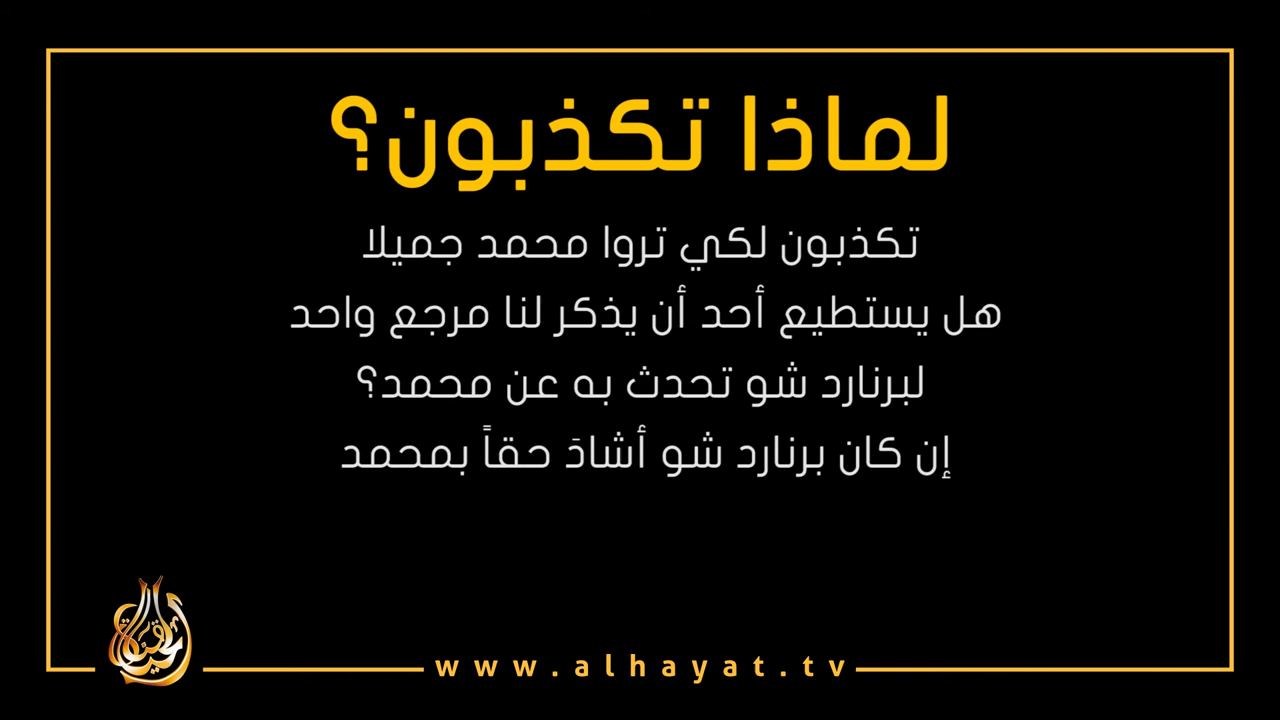 لماذا تكذبون؟
تكذبون لكي تروا محمد جميلا
هل يستطيع أحد أن يذكر لنا مرجع واحد
لبرنارد شو تحدث به عن محمد؟
إن كان برنارد شو أشادَ حقاً بمحمد
www.alhayat.tv